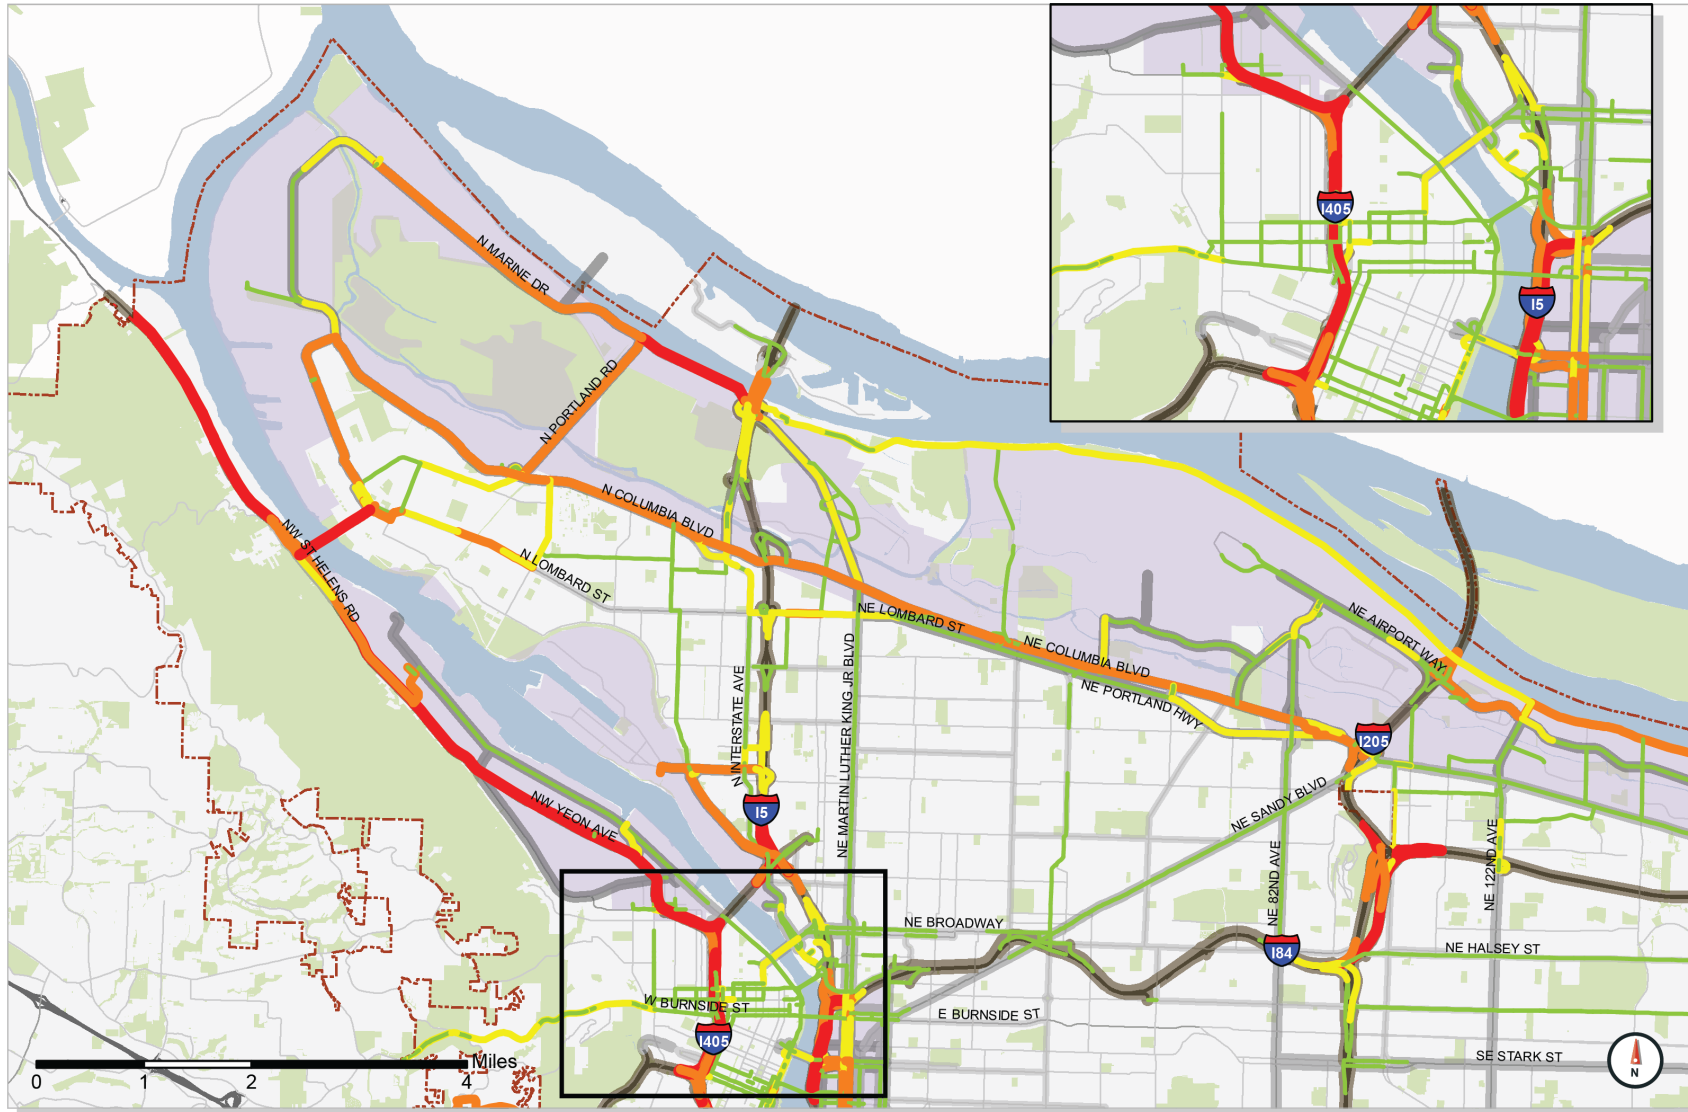 I405
I5
N MARINE DR
N PORTLAND RD
N COLUMBIA BLVD
NW ST HELENS RD
N LOMBARD ST
NE LOMBARD ST
NE COLUMBIA BLVD
NE AIRPORT WAY
NE PORTLAND HWY
N INTERSTATE AVE
NE MARTIN LUTHER KING JR BLVD
I205
NW YEON AVE
I5
NE SANDY BLVD
NE 82ND AVE
NE 122ND AVE
NE BROADWAY
I84
NE HALSEY ST
W BURNSIDE ST
E BURNSIDE ST
I405
SE STARK ST
Miles
0 1 2 4
N